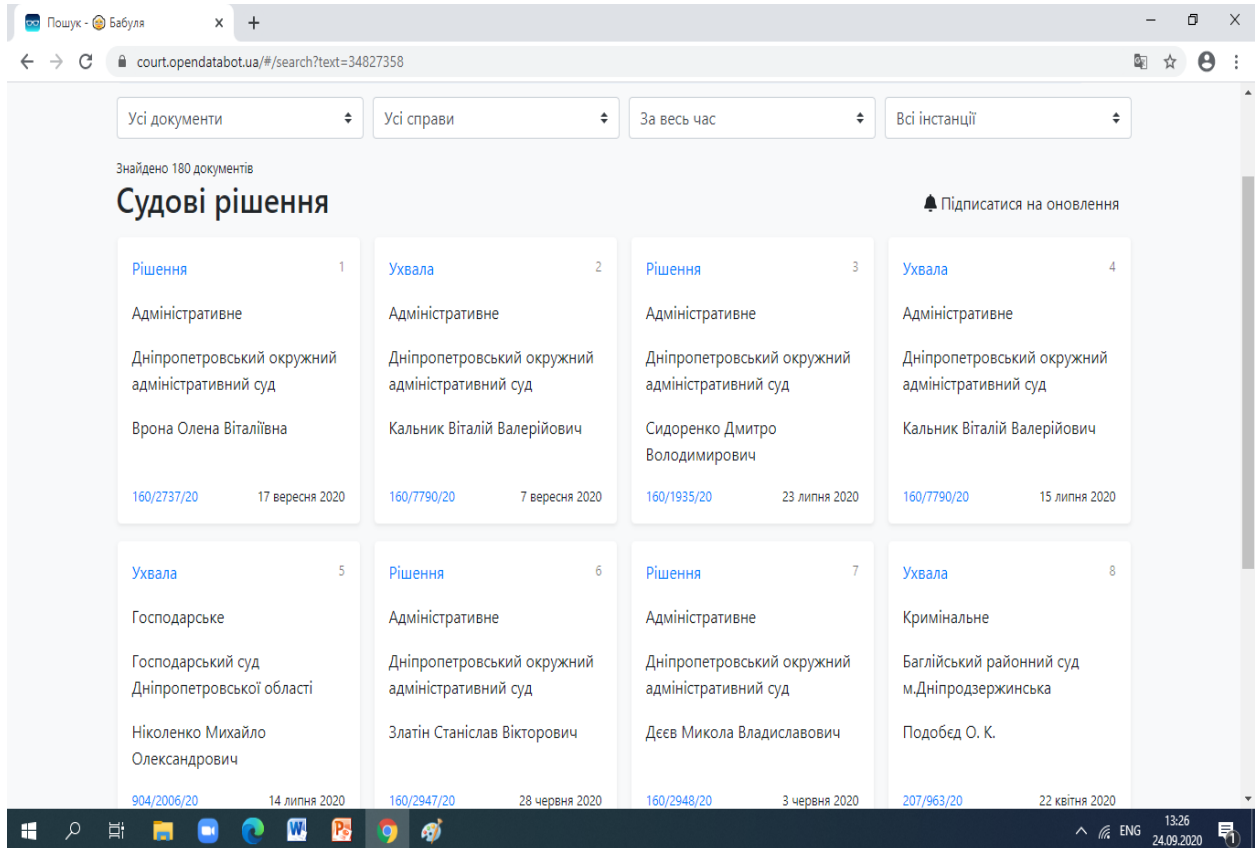 Пошук - Бабуля
court.opendatabot.ua/#/search?text=34827358
Усі документи
Усі справи
За весь час
Всі інстанції
Знайдено 180 документів
Судові рішення
Підписатися на оновлення
Рішення 1
Адміністративне
Дніпропетровський окружний
адміністративний суд
Врона Олена Віталіївна
160/2737/20 17 вересня 2020
Ухвала 2
Адміністративне
Дніпропетровський окружний
адміністративний суд
Кальник Віталій Валерійович
160/7790/20 7 вересня 2020
Рішення 3
Адміністративне
Дніпропетровський окружний
адміністративний суд
Сидоренко Дмитро
Володимирович
160/1935/20 23 липня 2020
Ухвала 4
Адміністративне
Дніпропетровський окружний
адміністративний суд
Кальник Віталій Валерійович
160/7790/20 15 липня 2020
Ухвала 5
Господарське
Господарський суд
Дніпропетровської області
Ніколенко Михайло
Олександрович
904/2006/20 14 липня 2020
Рішення 6
Адміністративне
Дніпропетровський окружний
адміністративний суд
Златін Станіслав Вікторович
160/2947/20 28 червня 2020
Рішення 7
Адміністративне
Дніпропетровський окружний
адміністративний суд
Дєєв Микола Владиславович
160/2948/20 3 червня 2020
Ухвала 8
Кримінальне
Баглійський районний суд
м.Дніпродзержинська
Подобєд О. К.
207/963/20 22 квітня 2020
ENG
13:26
24.09.2020
1